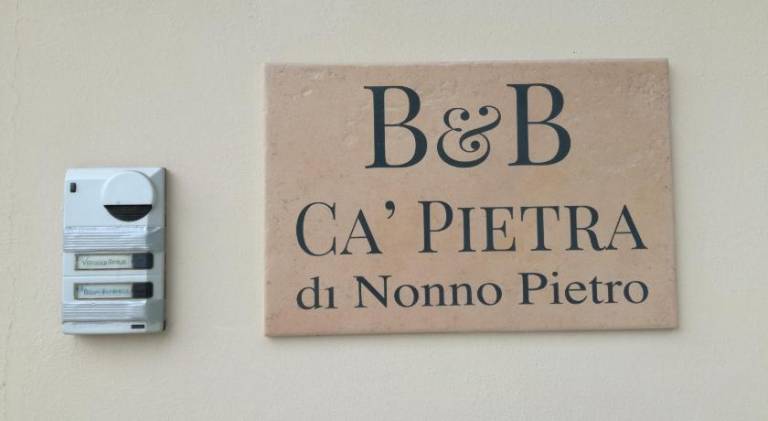 B&B
CA' PIETRA
di Nonno Pietro